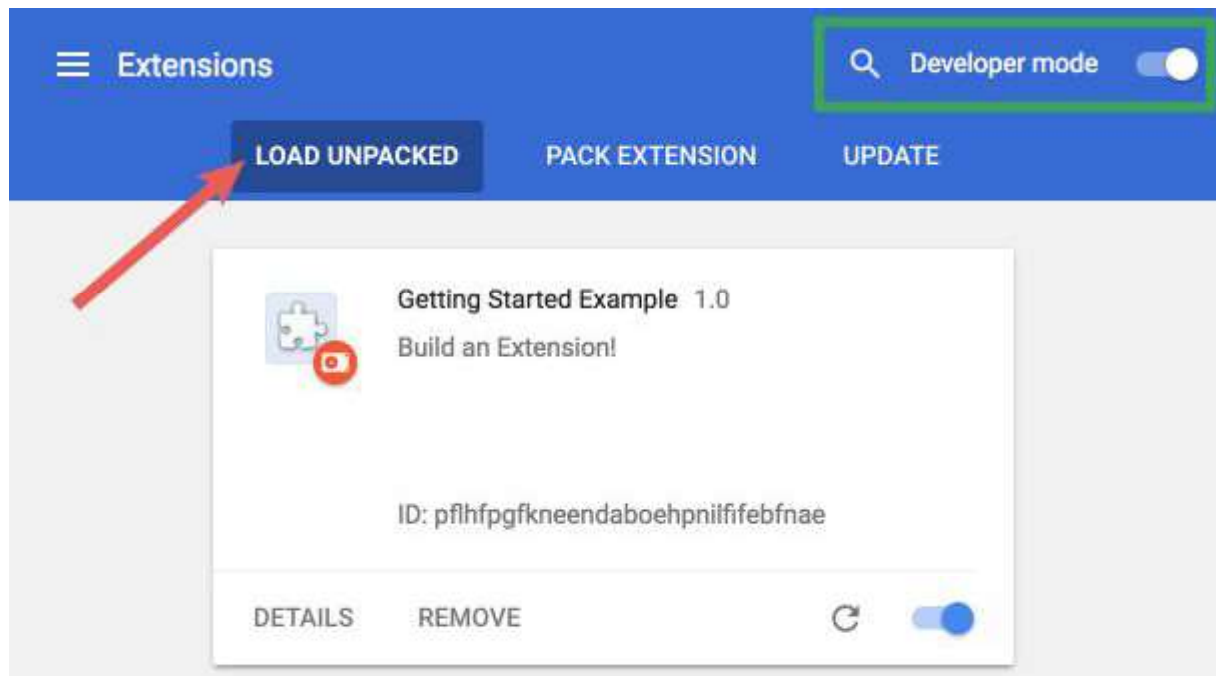 Extensions
Developer mode
LOAD UNPACKED
PACK EXTENSION
UPDATE
Getting Started Example 1.0
Build an Extension!
ID: pflhfpgfkneendaboehpnilfifebfnae
DETAILS
REMOVE